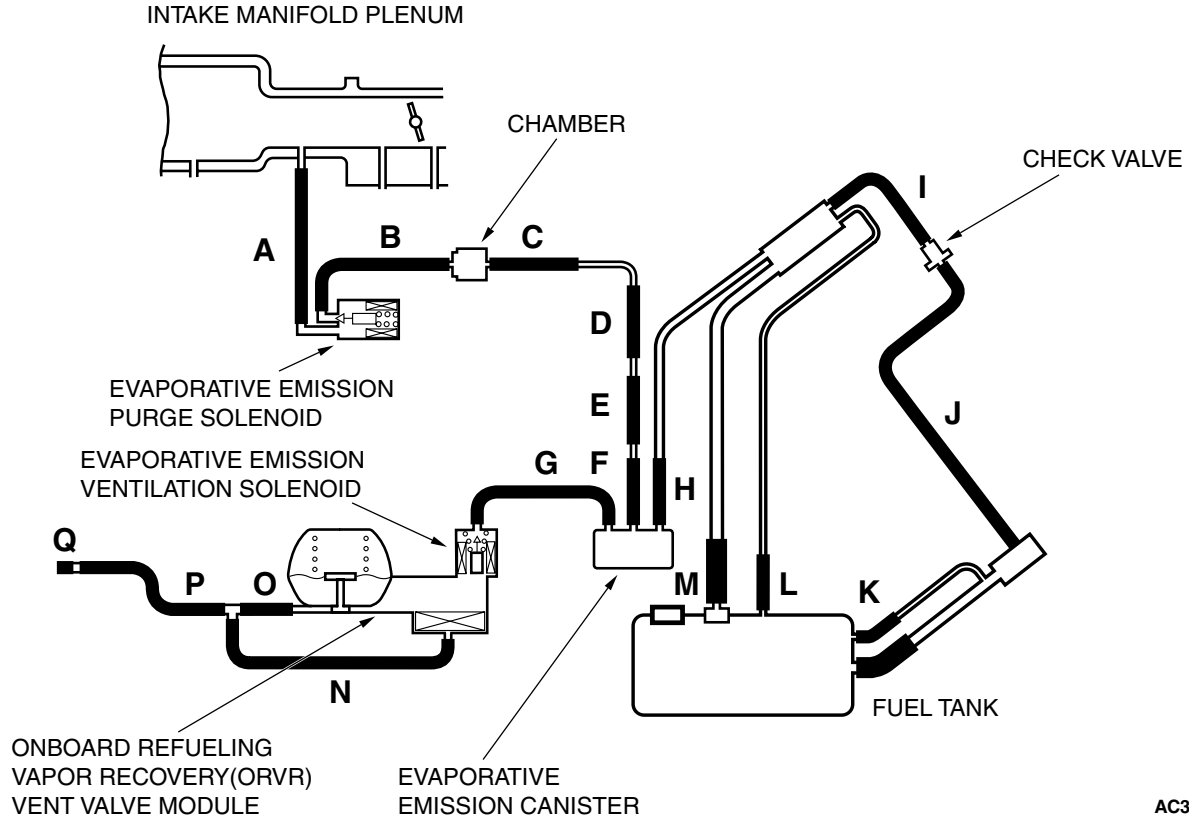 INTAKE MANIFOLD PLENUM
CHAMBER
CHECK VALVE
I
A
B
C
D
EVAPORATIVE EMISSION
PURGE SOLENOID
E
J
EVAPORATIVE EMISSION
VENTILATION SOLENOID
G
F
H
Q
P
O
M
L
K
N
FUEL TANK
ONBOARD REFUELING
VAPOR RECOVERY(ORVR)
VENT VALVE MODULE
EVAPORATIVE
EMISSION CANISTER
AC3